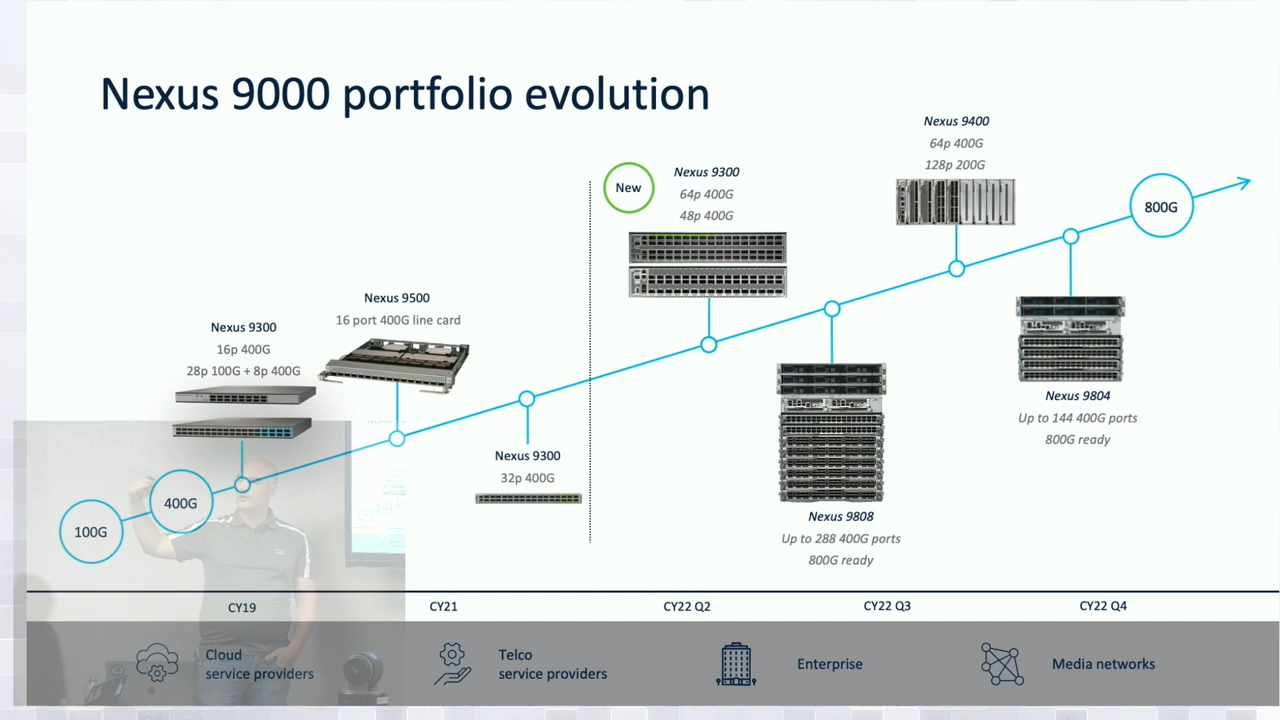 Nexus 9000 portfolio evolution
100G
400G
Nexus 9300
16p 400G
28p 100G + 8p 400G
Nexus 9500
16 port 400G line card
Nexus 9300
32p 400G
New
Nexus 9300
64p 400G
48p 400G
Nexus 9808
Up to 288 400G ports
800G ready
Nexus 9400
64p 400G
128p 200G
Nexus 9804
Up to 144 400G ports
800G ready
800G
CY19
CY21
CY22 Q2
CY22 Q3
CY22 Q4
Cloud
service providers
Telco
service providers
Enterprise
Media networks